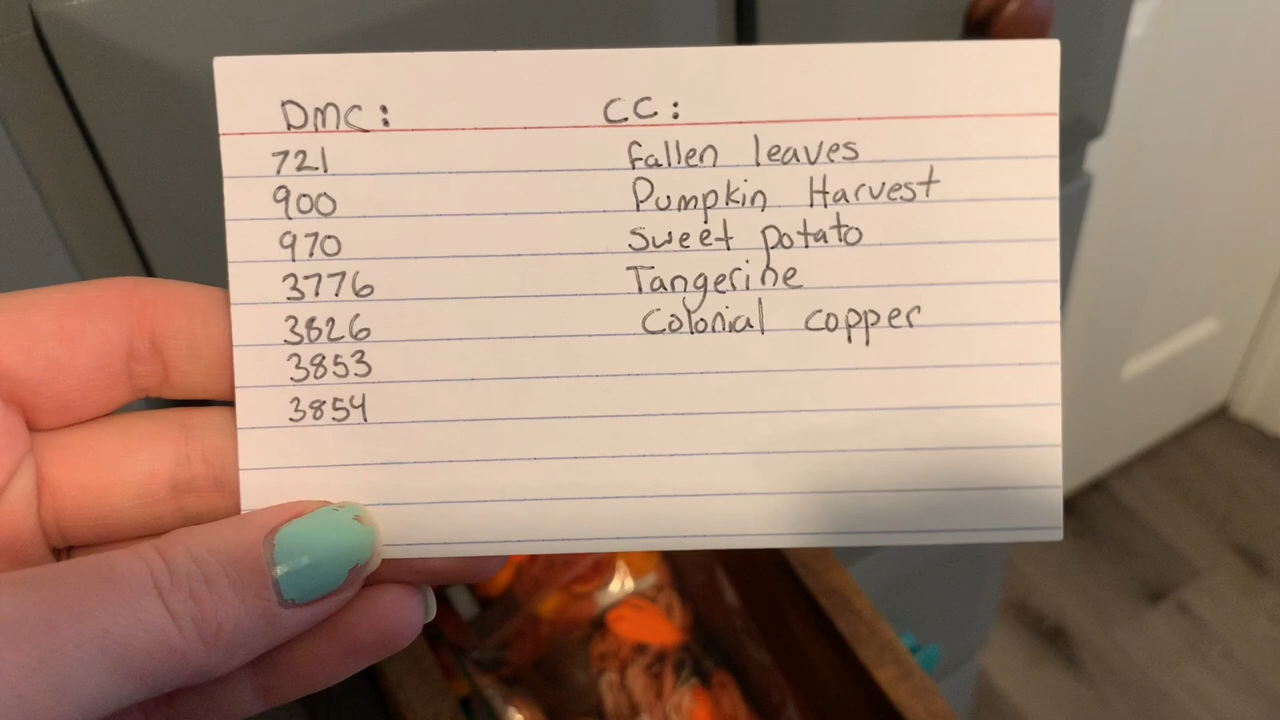 DMC: CC:
721 fallen leaves
900 Pumpkin Harvest
970 Sweet potato
3776 Tangerine
3826 Colonial copper
3853
3854